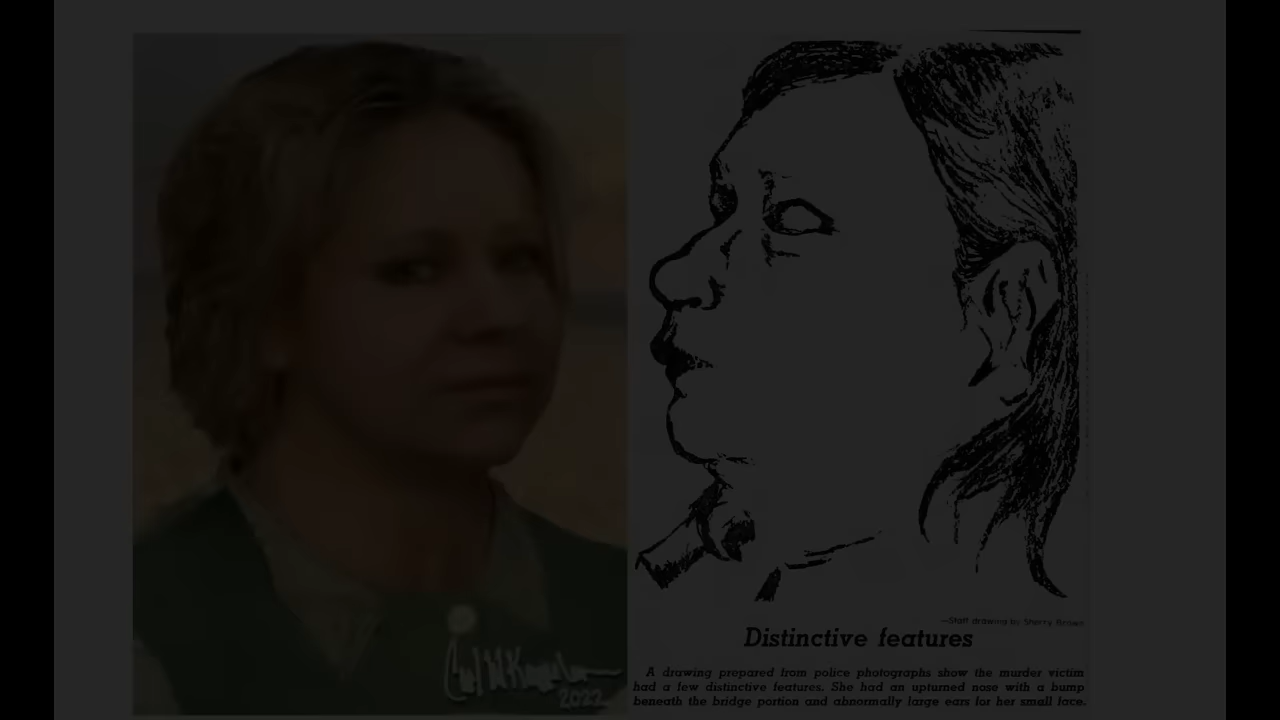 —Staff drawing by Sherry Brown
Distinctive features
A drawing prepared from police photographs show the murder victim
had a few distinctive features. She had an upturned nose with a bump
beneath the bridge portion and abnormally large ears for her small face.
2022